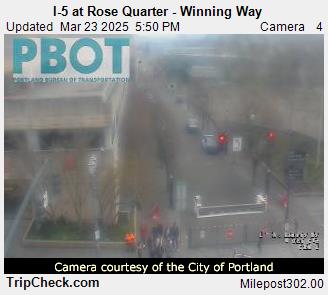 I-5 at Rose Quarter - Winning Way
Updated Mar 23 2025 5:50 PM Camera 4
PBOT
PORTLAND BUREAU OF TRANSPORTATION
Camera courtesy of the City of Portland
TripCheck.com Milepost302.00